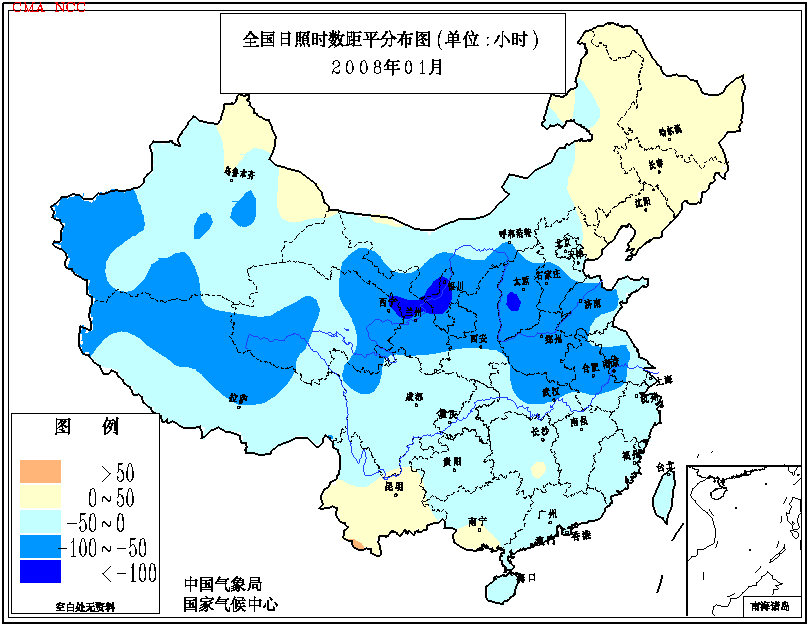 CMA NCC
全国日照时数距平分布图(单位:小时)
2008年01月
哈尔滨
长春
沈阳
乌鲁木齐
呼和浩特
北京
天津
银川
太原
石家庄
济南
西宁
兰州
西安
郑州
合肥
南京
上海
拉萨
成都
重庆
武汉
杭州
长沙
南昌
贵阳
福州
台北
昆明
南宁
广州
澳门
香港
海口
图 例
>50
0~50
-50~0
-100~-50
<-100
空白处无资料
中国气象局
国家气候中心
南海诸岛